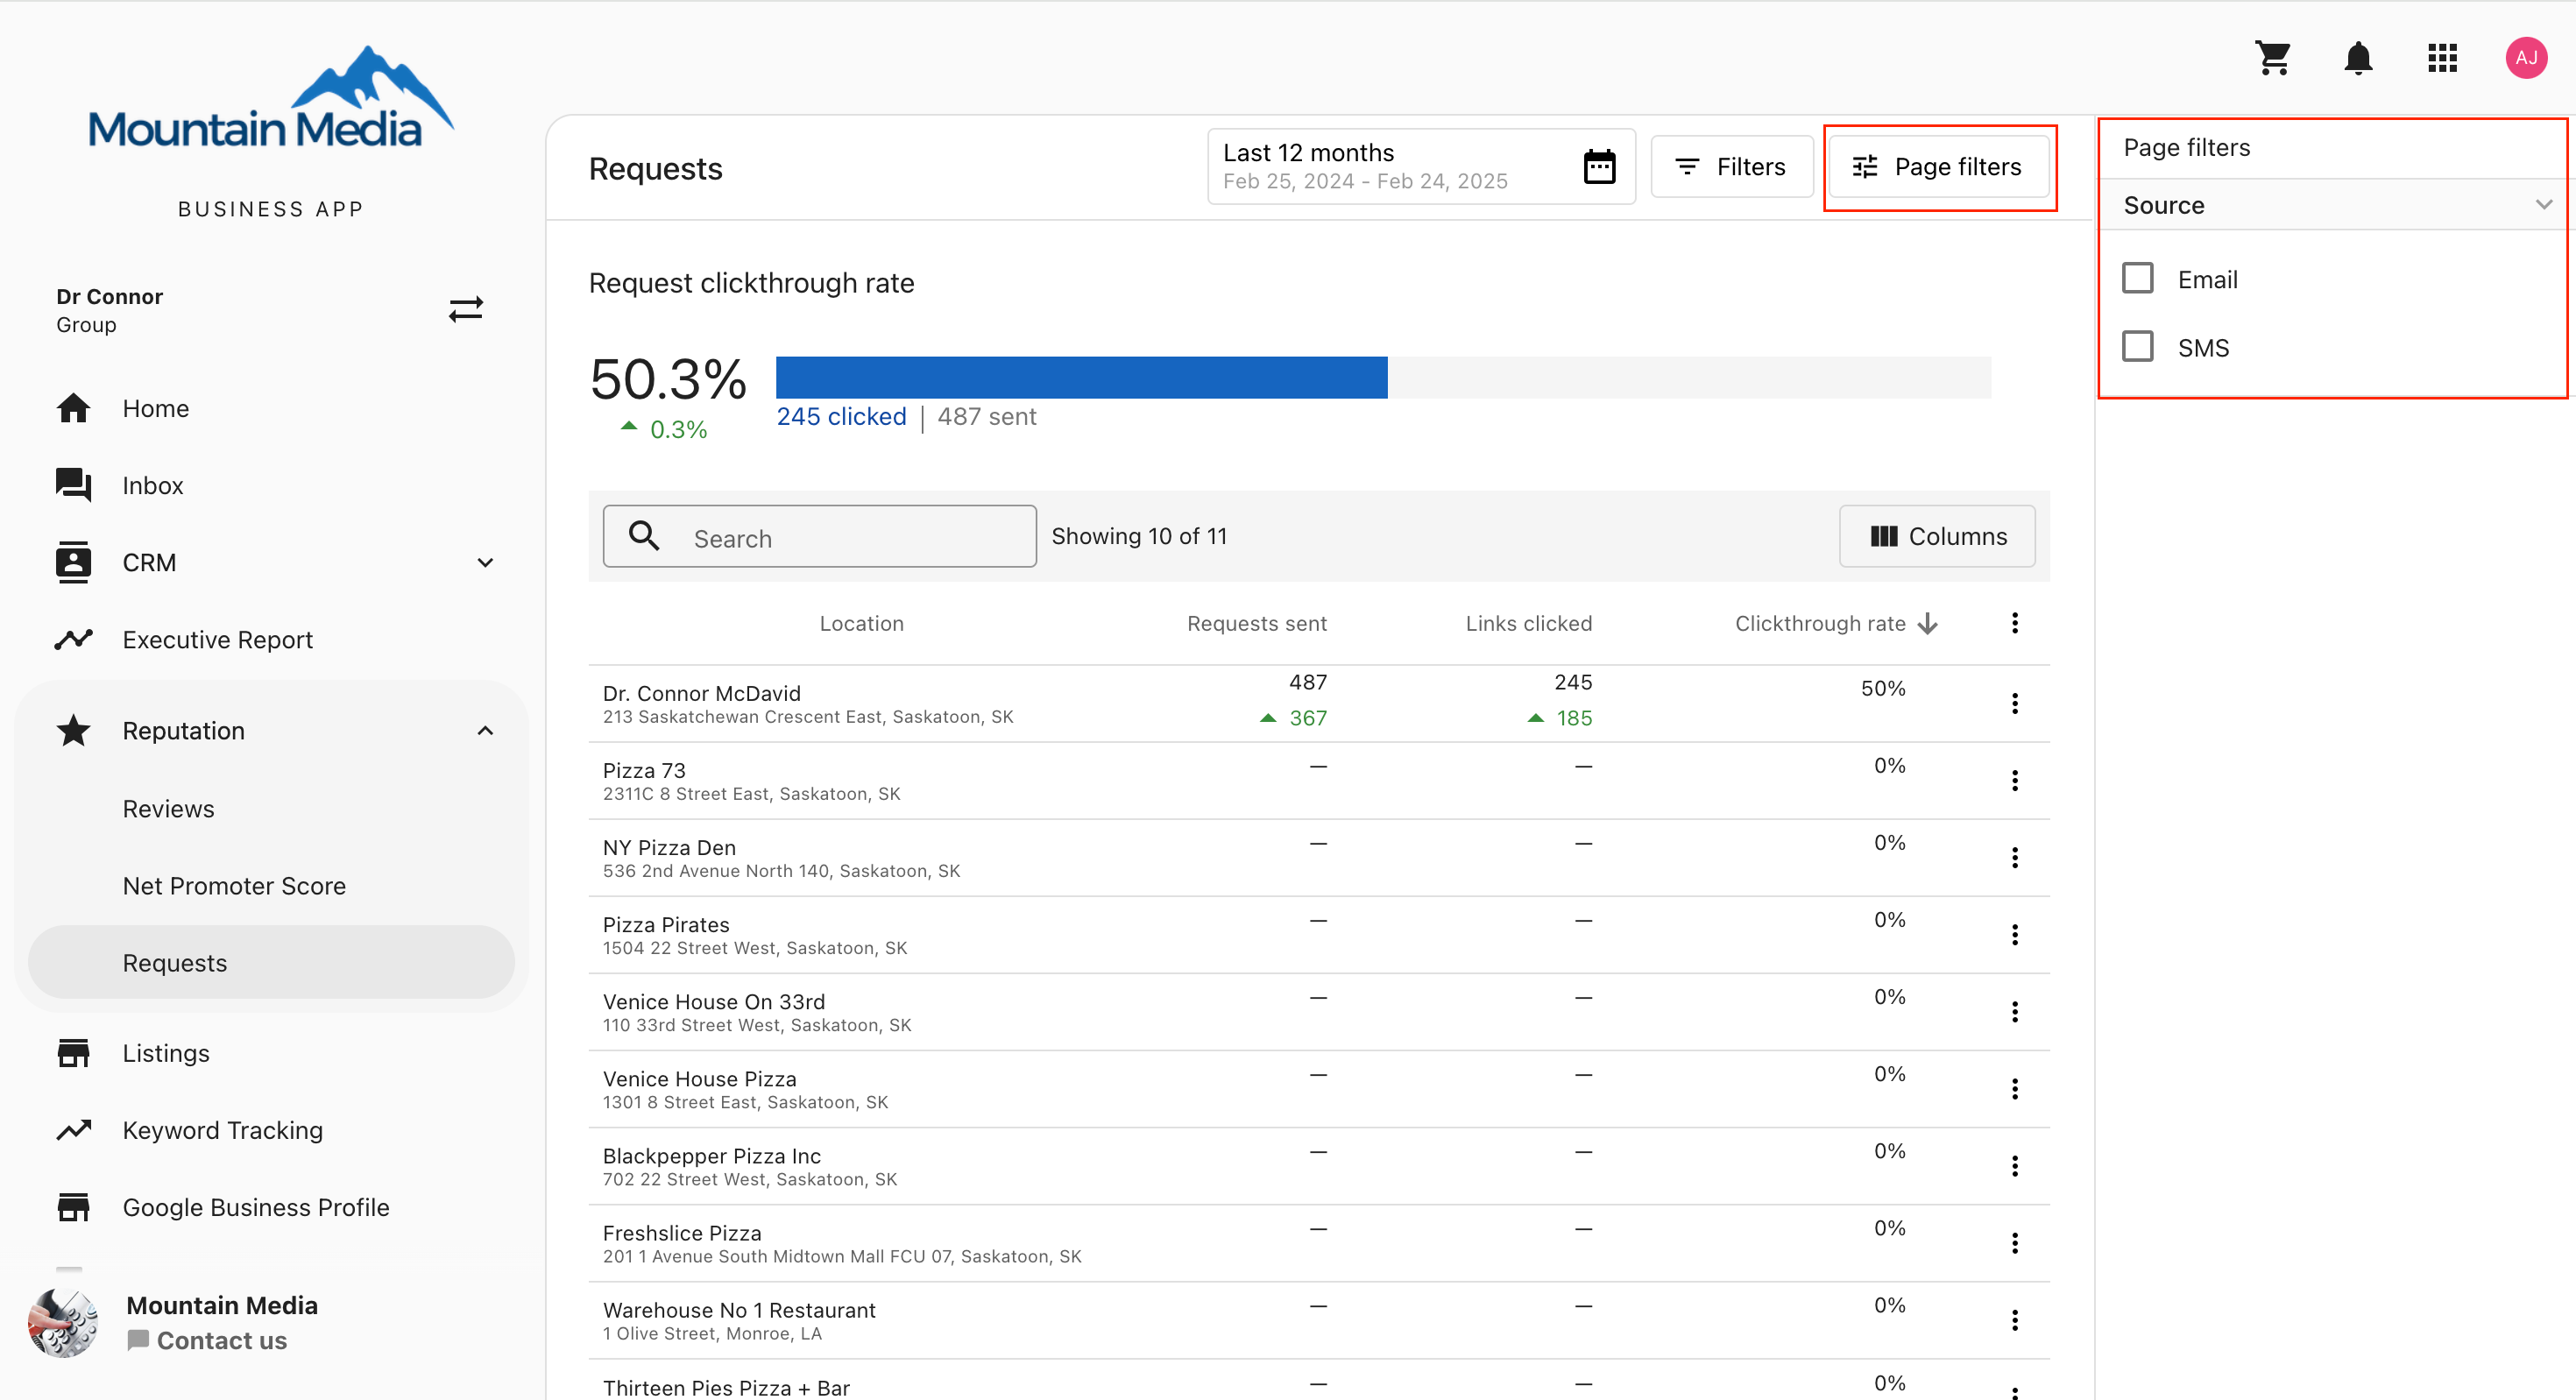 Mountain Media
BUSINESS APP
Dr Connor
Group
Home
Inbox
CRM
Executive Report
Reputation
Reviews
Net Promoter Score
Requests
Listings
Keyword Tracking
Google Business Profile
Mountain Media
Contact us
AJ
Requests
Last 12 months
Feb 25, 2024 - Feb 24, 2025
Filters
Page filters
Request clickthrough rate
50.3%
0.3%
245 clicked | 487 sent
Search
Showing 10 of 11
Columns
Location Requests sent Links clicked Clickthrough rate
Dr. Connor McDavid 487 245 50%
213 Saskatchewan Crescent East, Saskatoon, SK 367 185
Pizza 73 — — 0%
2311C 8 Street East, Saskatoon, SK
NY Pizza Den — — 0%
536 2nd Avenue North 140, Saskatoon, SK
Pizza Pirates — — 0%
1504 22 Street West, Saskatoon, SK
Venice House On 33rd — — 0%
110 33rd Street West, Saskatoon, SK
Venice House Pizza — — 0%
1301 8 Street East, Saskatoon, SK
Blackpepper Pizza Inc — — 0%
702 22 Street West, Saskatoon, SK
Freshslice Pizza — — 0%
201 1 Avenue South Midtown Mall FCU 07, Saskatoon, SK
Warehouse No 1 Restaurant — — 0%
1 Olive Street, Monroe, LA
Thirteen Pies Pizza + Bar — — 0%
Page filters
Source
Email
SMS